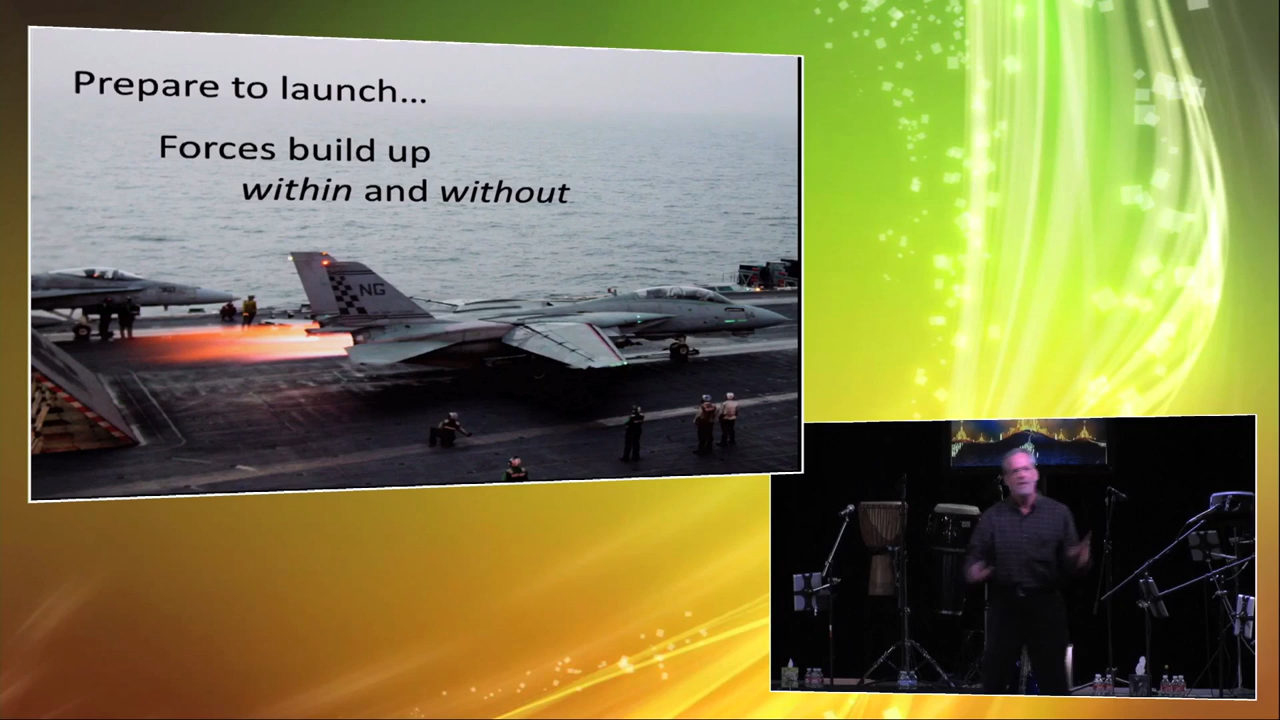 Prepare to launch...
Forces build up
within and without
NG